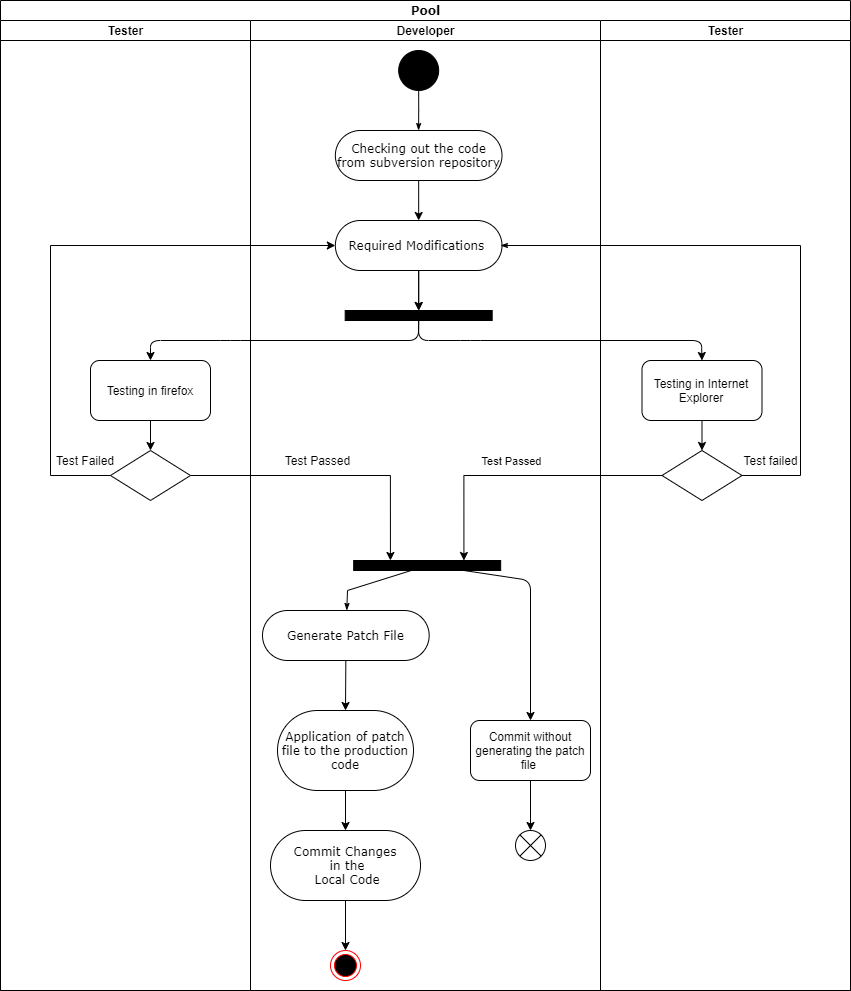 Pool
Tester
Developer
Tester
Checking out the code
from subversion repository
Required Modifications
Testing in firefox
Testing in Internet
Explorer
Test Failed
Test Passed
Test Passed
Test failed
Generate Patch File
Application of patch
file to the production
code
Commit without
generating the patch
file
Commit Changes
in the
Local Code